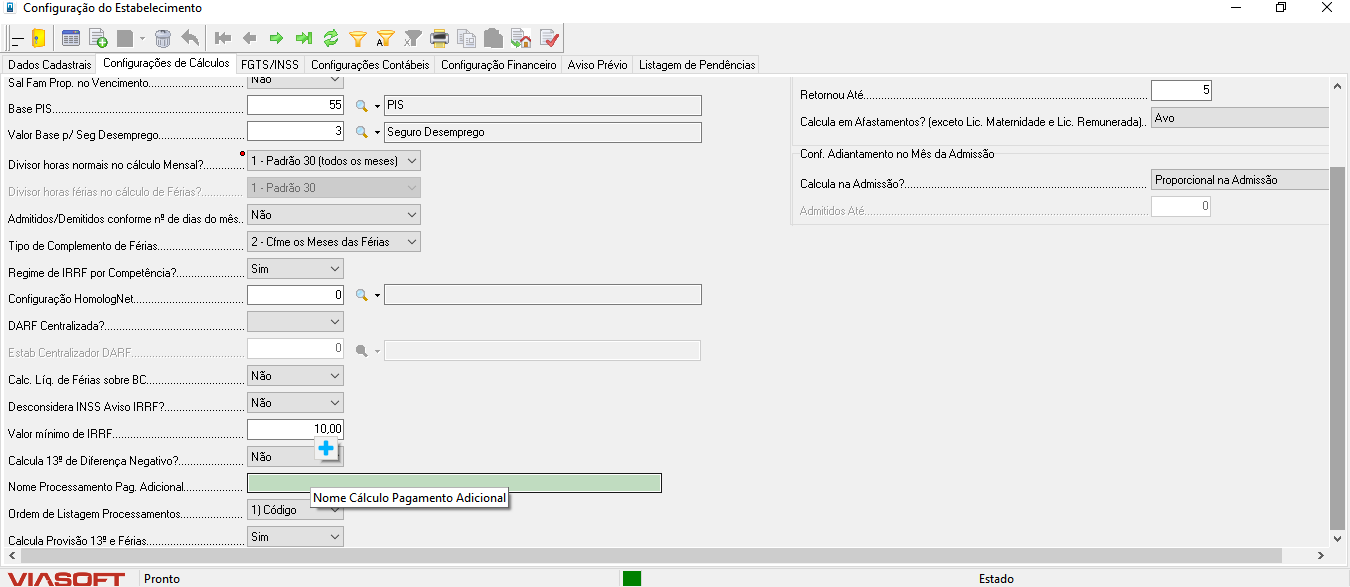 Configuração do Estabelecimento
Dados Cadastrais Configurações de Cálculos FGTS/INSS Configurações Contábeis Configuração Financeiro Aviso Prévio Listagem de Pendências
Sal Fam Prop. no Vencimento Não
Base PIS 55 PIS
Valor Base p/ Seg Desemprego 3 Seguro Desemprego
Divisor horas normais no cálculo Mensal? 1 - Padrão 30 (todos os meses)
Divisor horas férias no cálculo de Férias? 1 - Padrão 30
Admitidos/Demitidos conforme nº de dias do mês.. Não
Tipo de Complemento de Férias 2 - Cfme os Meses das Férias
Regime de IRRF por Competência? Sim
Configuração HomologNet 0
DARF Centralizada?
Estab Centralizador DARF 0
Calc. Líq. de Férias sobre BC Não
Desconsidera INSS Aviso IRRF? Não
Valor mínimo de IRRF 10,00
Calcula 13º de Diferença Negativo? Não
Nome Processamento Pag. Adicional
Nome Cálculo Pagamento Adicional
Ordem de Listagem Processamentos 1) Código
Calcula Provisão 13º e Férias Sim
Retornou Até 5
Calcula em Afastamentos? (exceto Lic. Maternidade e Lic. Remunerada).. Avo
Conf. Adiantamento no Mês da Admissão
Calcula na Admissão? Proporcional na Admissão
Admitidos Até 0
VIASOFT Pronto Estado